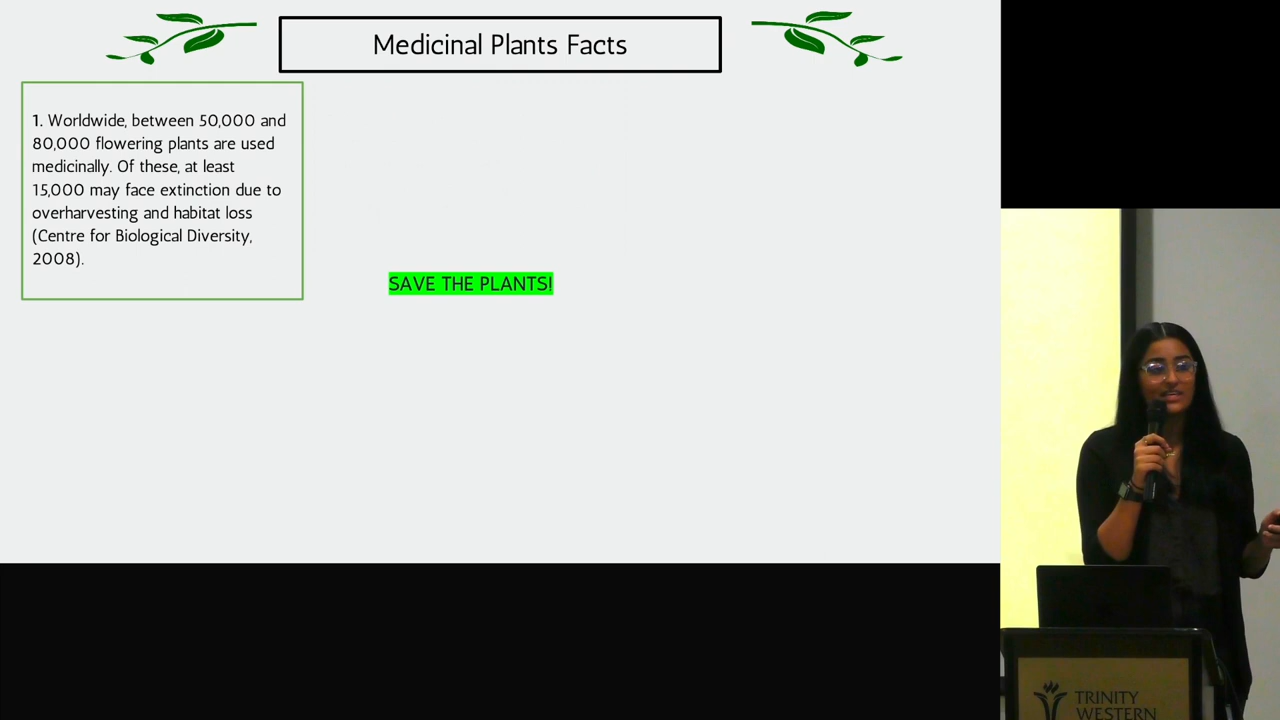 Medicinal Plants Facts
1. Worldwide, between 50,000 and
80,000 flowering plants are used
medicinally. Of these, at least
15,000 may face extinction due to
overharvesting and habitat loss
(Centre for Biological Diversity,
2008).
SAVE THE PLANTS!
TRINITY
WESTERN